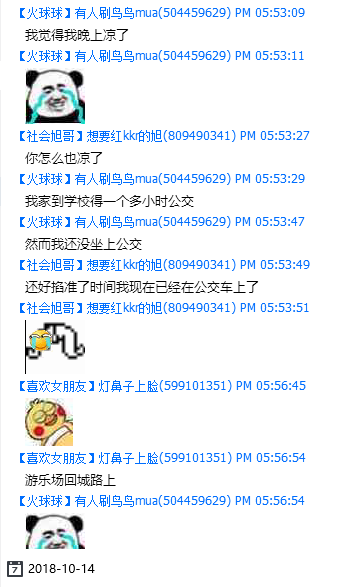 【火球球】有人刷鸟鸟mua(504459629) PM 05:53:09
我觉得我晚上凉了
【火球球】有人刷鸟鸟mua(504459629) PM 05:53:11
【社会旭哥】想要红kkr的旭(809490341) PM 05:53:27
你怎么也凉了
【火球球】有人刷鸟鸟mua(504459629) PM 05:53:29
我家到学校得一个多小时公交
【火球球】有人刷鸟鸟mua(504459629) PM 05:53:47
然而我还没坐上公交
【社会旭哥】想要红kkr的旭(809490341) PM 05:53:49
还好掐准了时间我现在已经在公交车上了
【社会旭哥】想要红kkr的旭(809490341) PM 05:53:51
【喜欢女朋友】灯鼻子上脸(599101351) PM 05:56:45
【喜欢女朋友】灯鼻子上脸(599101351) PM 05:56:54
游乐场回城路上
【火球球】有人刷鸟鸟mua(504459629) PM 05:56:54
7 2018-10-14